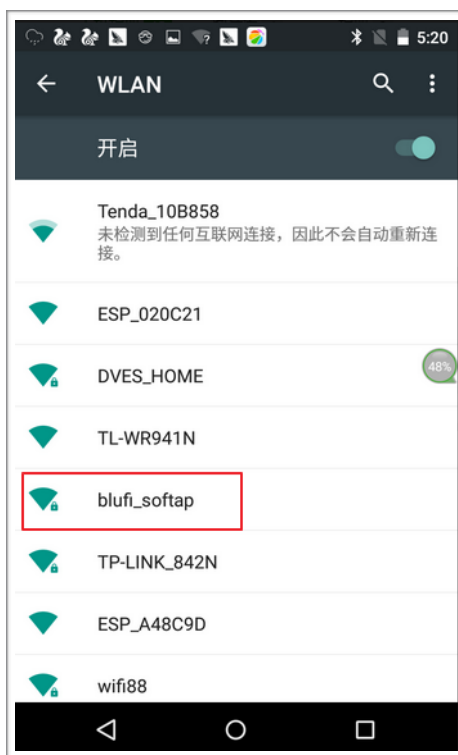 5:20
WLAN
开启
Tenda_10B858
未检测到任何互联网连接，因此不会自动重新连
接。
ESP_020C21
DVES_HOME
48%
TL-WR941N
blufi_softap
TP-LINK_842N
ESP_A48C9D
wifi88